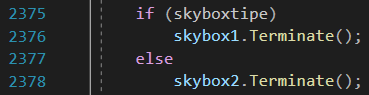 2375 if (skyboxtipe)
2376 skybox1.Terminate();
2377 else
2378 skybox2.Terminate();